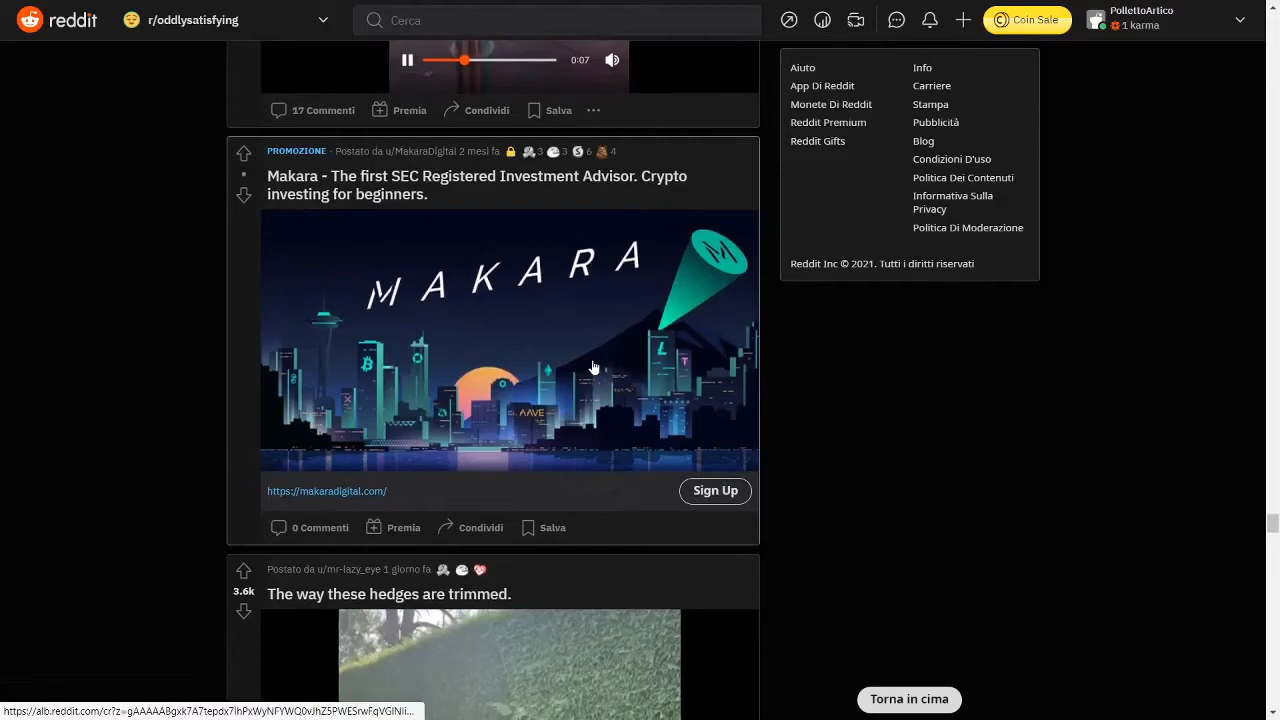 reddit
r/oddlysatisfying
Cerca
Coin Sale
PollettoArtico
1 karma
0:07
17 Commenti
Premia
Condividi
Salva
PROMOZIONE · Postato da u/MakaraDigital 2 mesi fa 3 3 6 4
Makara - The first SEC Registered Investment Advisor. Crypto
investing for beginners.
MAKARA
M
L
T
AAVE
https://makaradigital.com/
Sign Up
0 Commenti
Premia
Condividi
Salva
Postato da u/mr-lazy_eye 1 giorno fa
3.6k
The way these hedges are trimmed.
Aiuto
App Di Reddit
Monete Di Reddit
Reddit Premium
Reddit Gifts
Info
Carriere
Stampa
Pubblicità
Blog
Condizioni D'uso
Politica Dei Contenuti
Informativa Sulla
Privacy
Politica Di Moderazione
Reddit Inc © 2021. Tutti i diritti riservati
Torna in cima